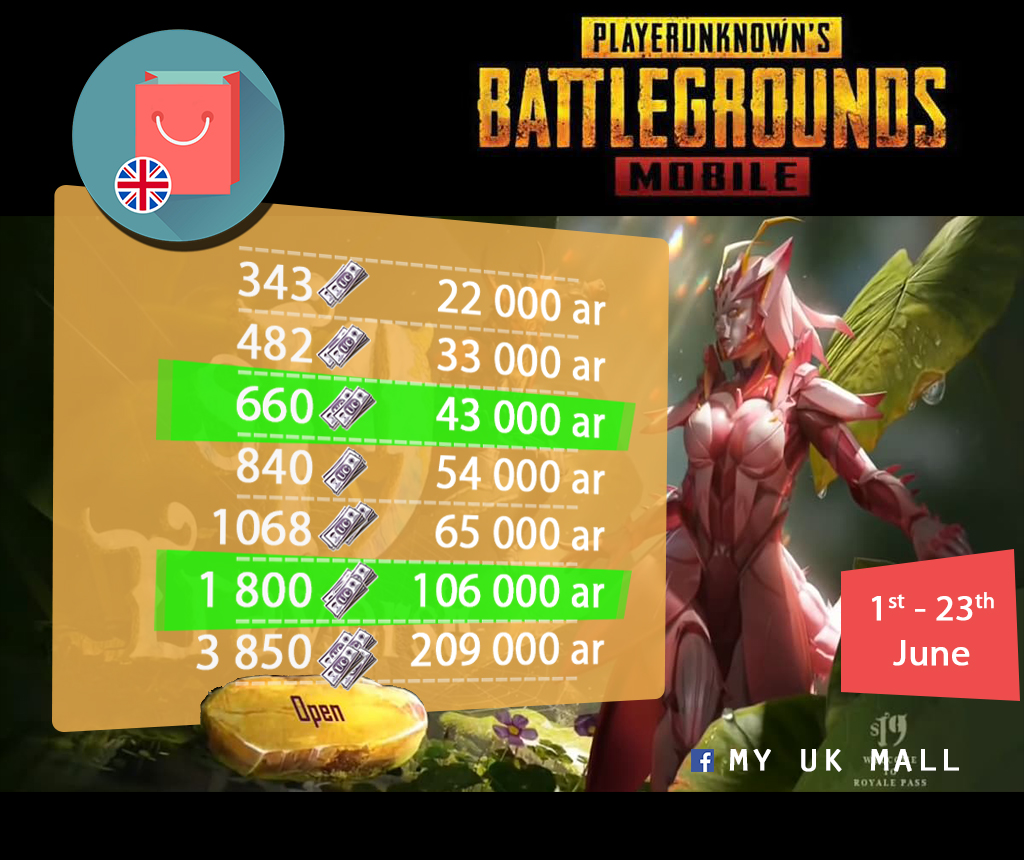 PLAYERUNKNOWN'S
BATTLEGROUNDS
MOBILE
343 22 000 ar
482 33 000 ar
660 43 000 ar
840 54 000 ar
1068 65 000 ar
1 800 106 000 ar
3 850 209 000 ar
Open
1st - 23th
June
S19
f MY UK MALL
TO
ROYALE PASS